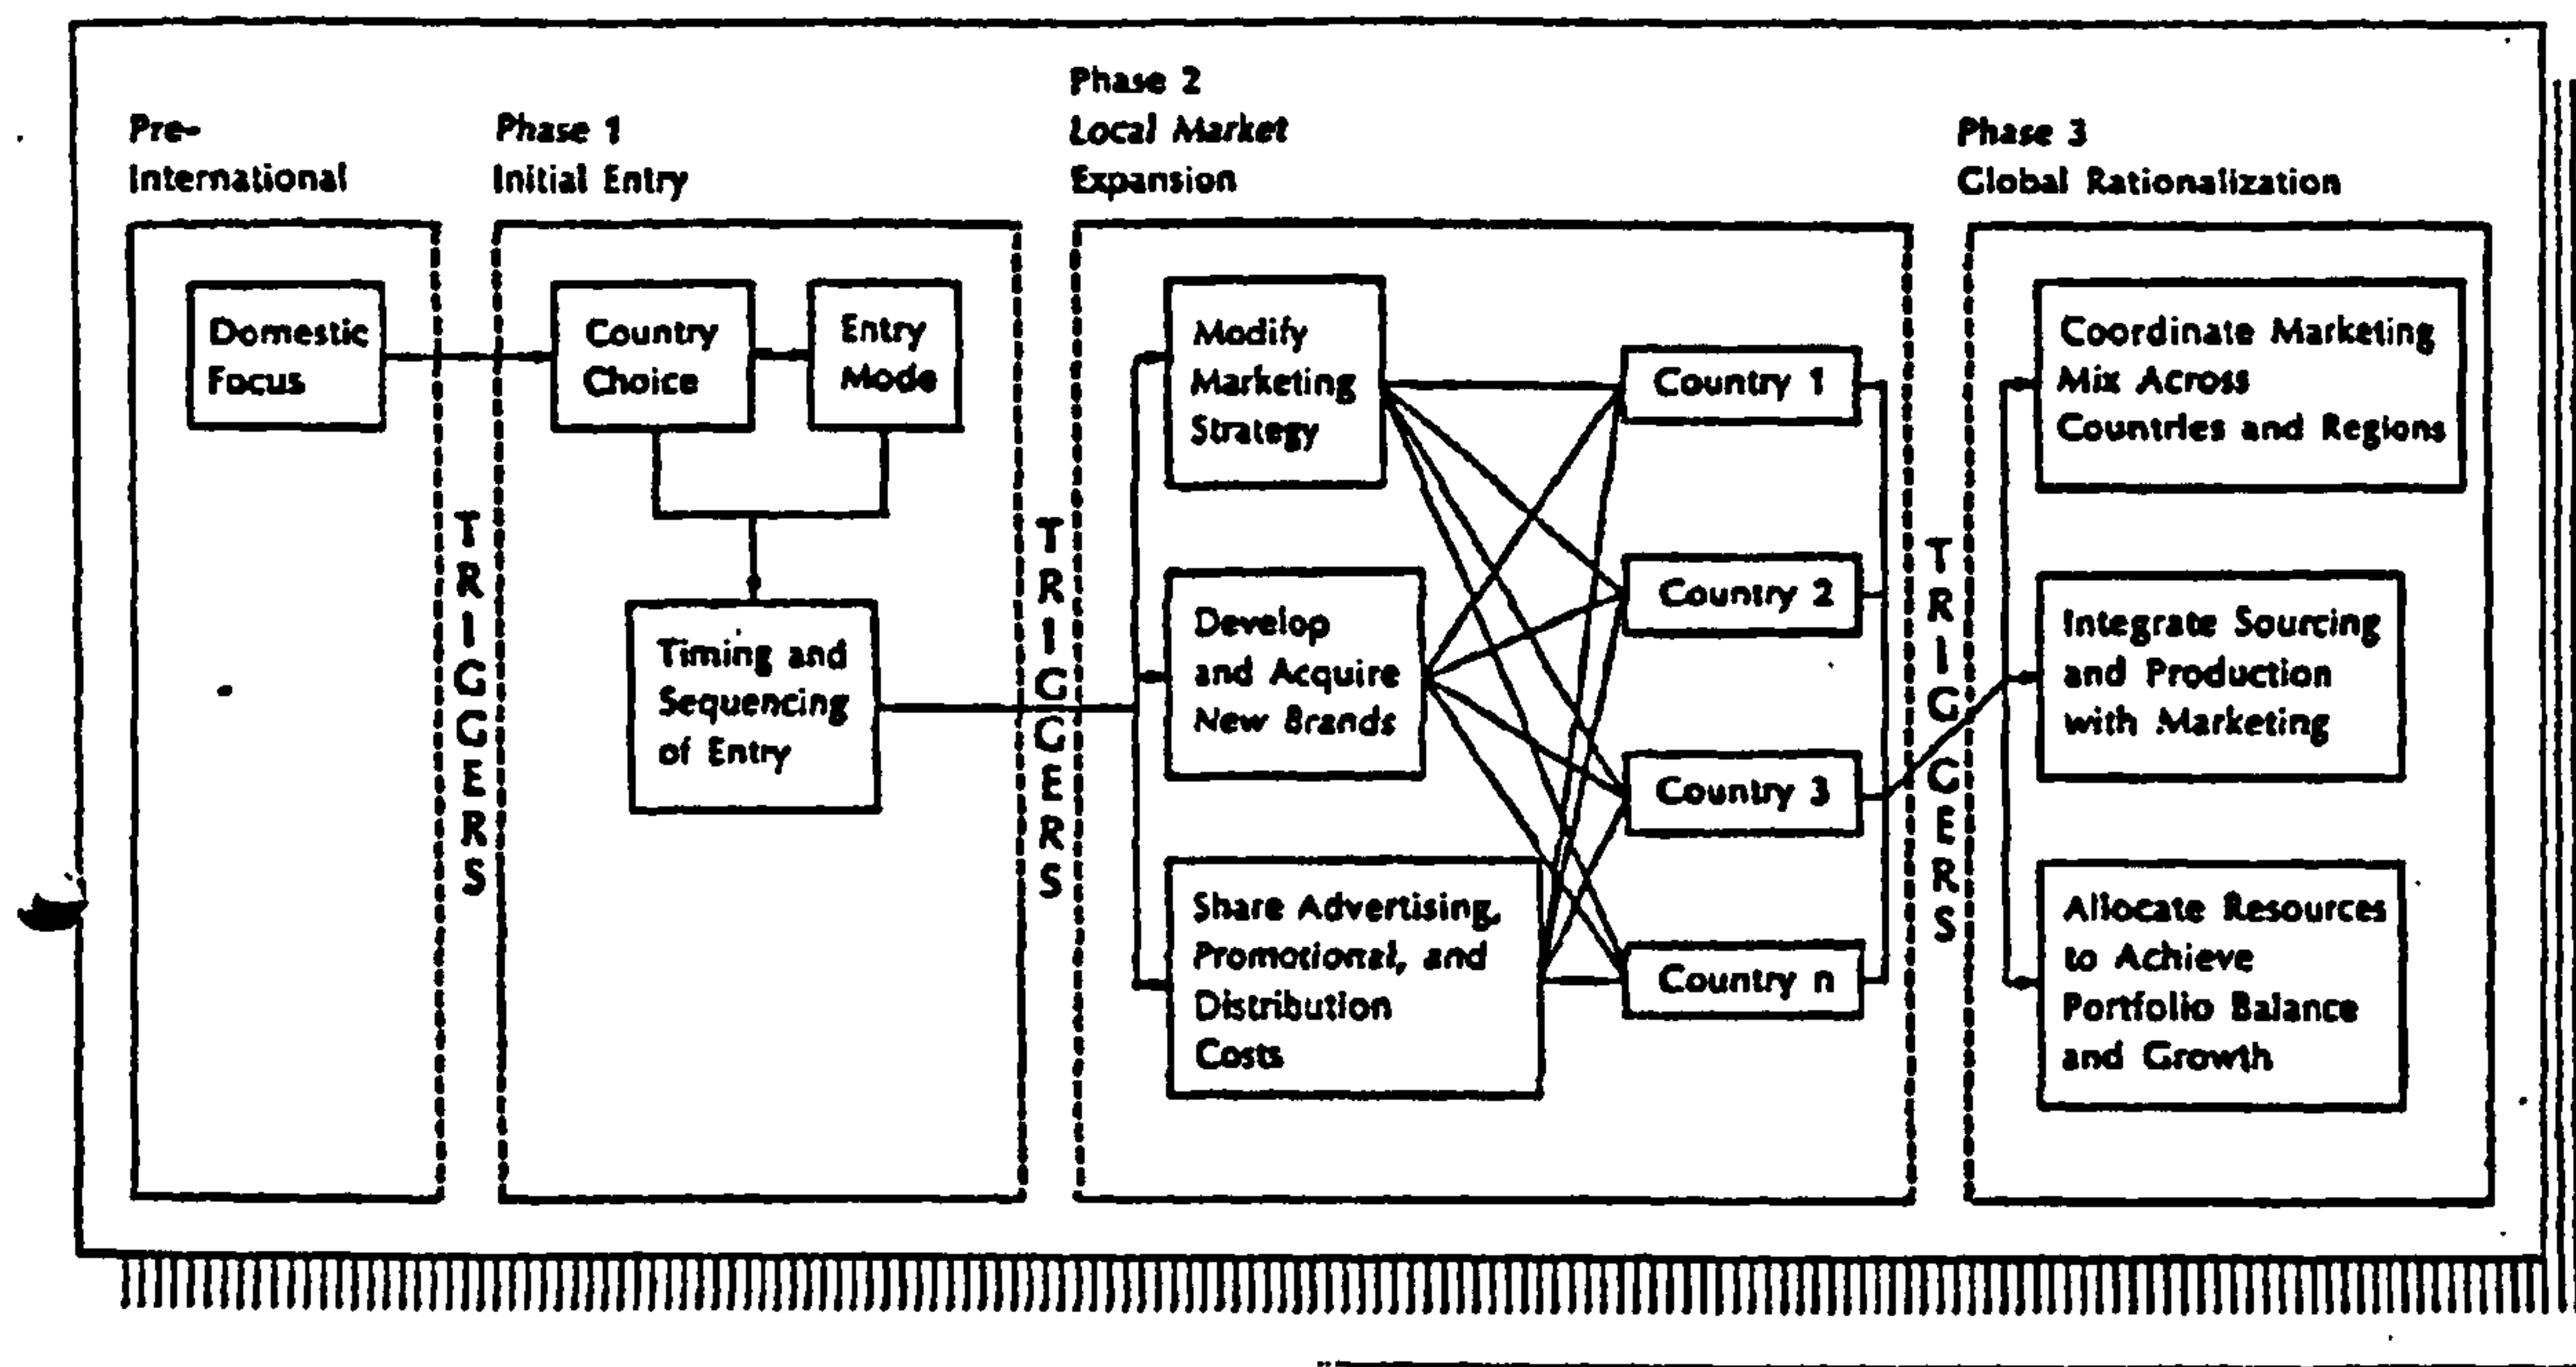 Pre-
International
Domestic
Focus
TRIGGERS
Phase 1
Initial Entry
Country
Choice
Entry
Mode
Timing and
Sequencing
of Entry
TRIGGERS
Phase 2
Local Market
Expansion
Modify
Marketing
Strategy
Develop
and Acquire
New Brands
Share Advertising,
Promotional, and
Distribution
Costs
Country 1
Country 2
Country 3
Country n
TRIGGERS
Phase 3
Global Rationalization
Coordinate Marketing
Mix Across
Countries and Regions
Integrate Sourcing
and Production
with Marketing
Allocate Resources
to Achieve
Portfolio Balance
and Growth